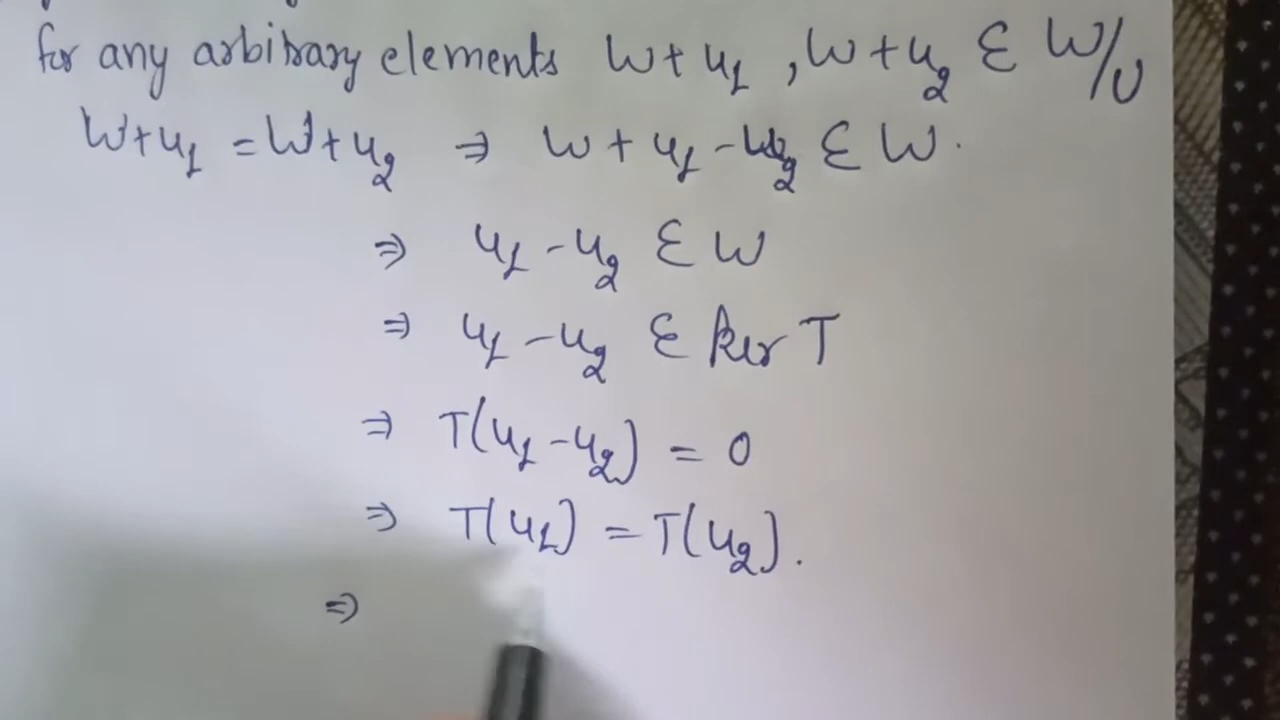 for any arbitrary elements W + u₁ , W + u₂ Ɛ W/U
W + u₁ = W + u₂ ⇒ W + u₁ - u₂ Ɛ W.
⇒ u₁ - u₂ Ɛ W
⇒ u₁ - u₂ Ɛ ker T
⇒ T(u₁ - u₂) = 0
⇒ T(u₁) = T(u₂).
⇒